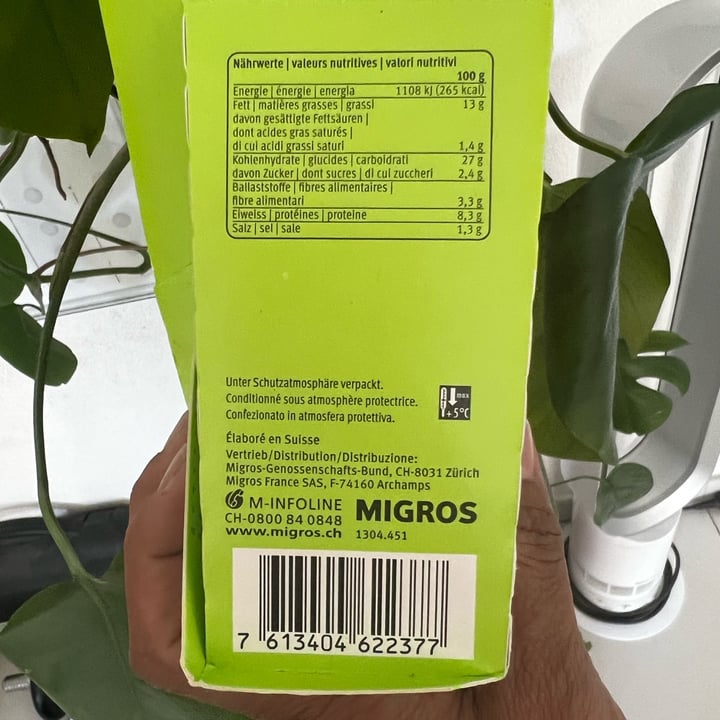 Nährwerte | valeurs nutritives | valori nutritivi
100 g
Energie | énergie | energia 1108 kJ (265 kcal)
Fett | matières grasses | grassi 13 g
davon gesättigte Fettsäuren |
dont acides gras saturés |
di cui acidi grassi saturi 1,4 g
Kohlenhydrate | glucides | carboidrati 27 g
davon Zucker | dont sucres | di cui zuccheri 2,4 g
Ballaststoffe | fibres alimentaires |
fibre alimentari 3,3 g
Eiweiss | protéines | proteine 8,3 g
Salz | sel | sale 1,3 g
Unter Schutzatmosphäre verpackt.
Conditionné sous atmosphère protectrice.
Confezionato in atmosfera protettiva.
max
+5°C
Élaboré en Suisse
Vertrieb/Distribution/Distribuzione:
Migros-Genossenschafts-Bund, CH-8031 Zürich
Migros France SAS, F-74160 Archamps
M-INFOLINE
CH-0800 84 0848
www.migros.ch
MIGROS
1304.451
7 613404 622377